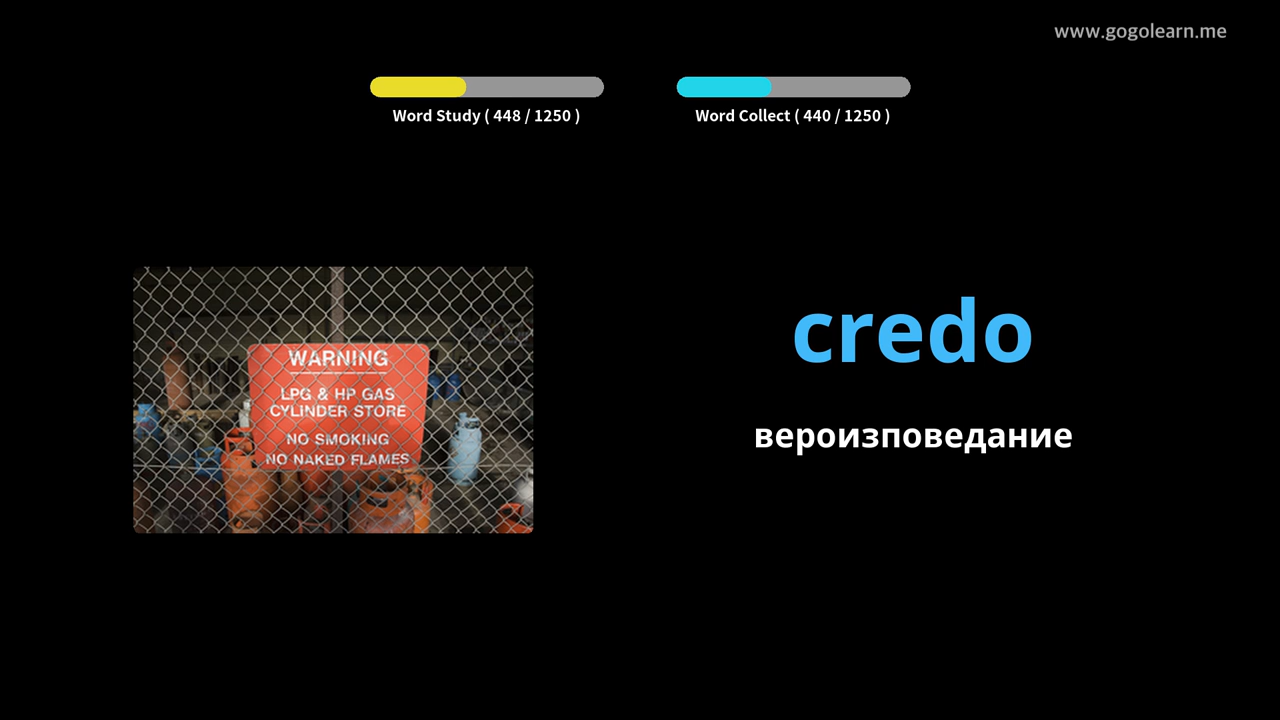 www.gogolearn.me
Word Study ( 448 / 1250 )
Word Collect ( 440 / 1250 )
WARNING
LPG & HP GAS
CYLINDER STORE
NO SMOKING
NO NAKED FLAMES
credo
вероизповедание